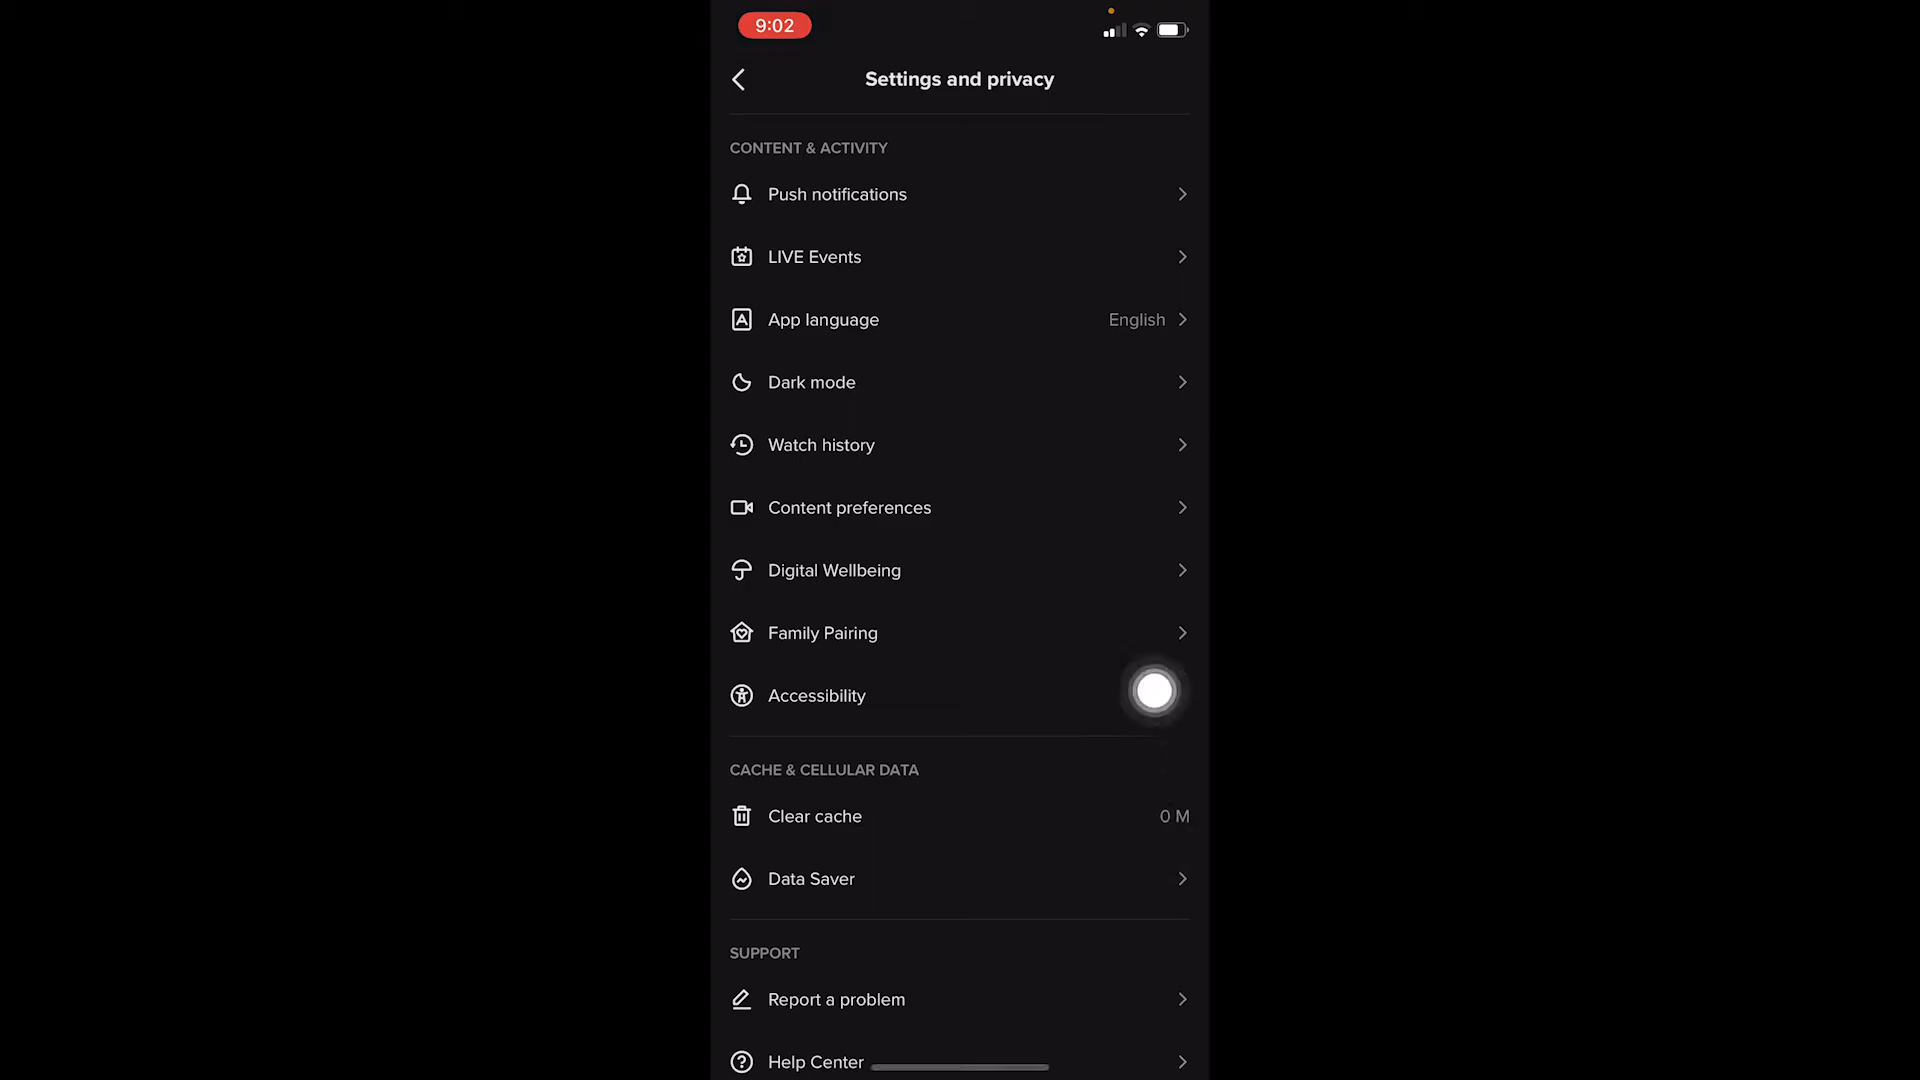 9:02
Settings and privacy
CONTENT & ACTIVITY
Push notifications
LIVE Events
App language English
Dark mode
Watch history
Content preferences
Digital Wellbeing
Family Pairing
Accessibility
CACHE & CELLULAR DATA
Clear cache 0 M
Data Saver
SUPPORT
Report a problem
Help Center